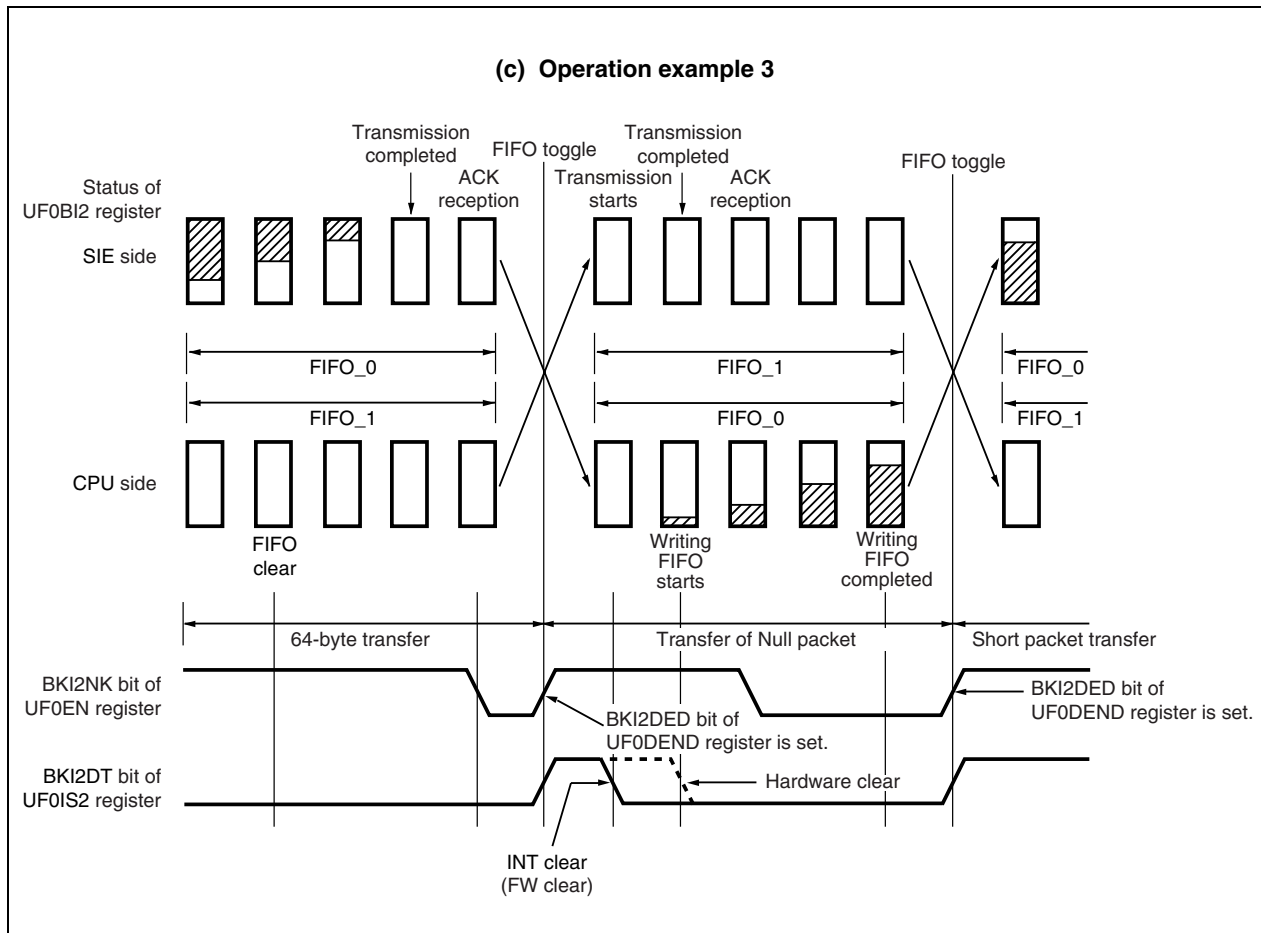 (c) Operation example 3
Transmission
completed
FIFO toggle
Transmission
completed
FIFO toggle
Status of
UF0BI2 register
ACK
reception
Transmission
starts
ACK
reception
SIE side
FIFO_0
FIFO_1
FIFO_0
FIFO_1
FIFO_0
FIFO_1
CPU side
FIFO
clear
Writing
FIFO
starts
Writing
FIFO
completed
64-byte transfer
Transfer of Null packet
Short packet transfer
BKI2NK bit of
UF0EN register
BKI2DED bit of
UF0DEND register is set.
BKI2DED bit of
UF0DEND register is set.
BKI2DT bit of
UF0IS2 register
Hardware clear
INT clear
(FW clear)